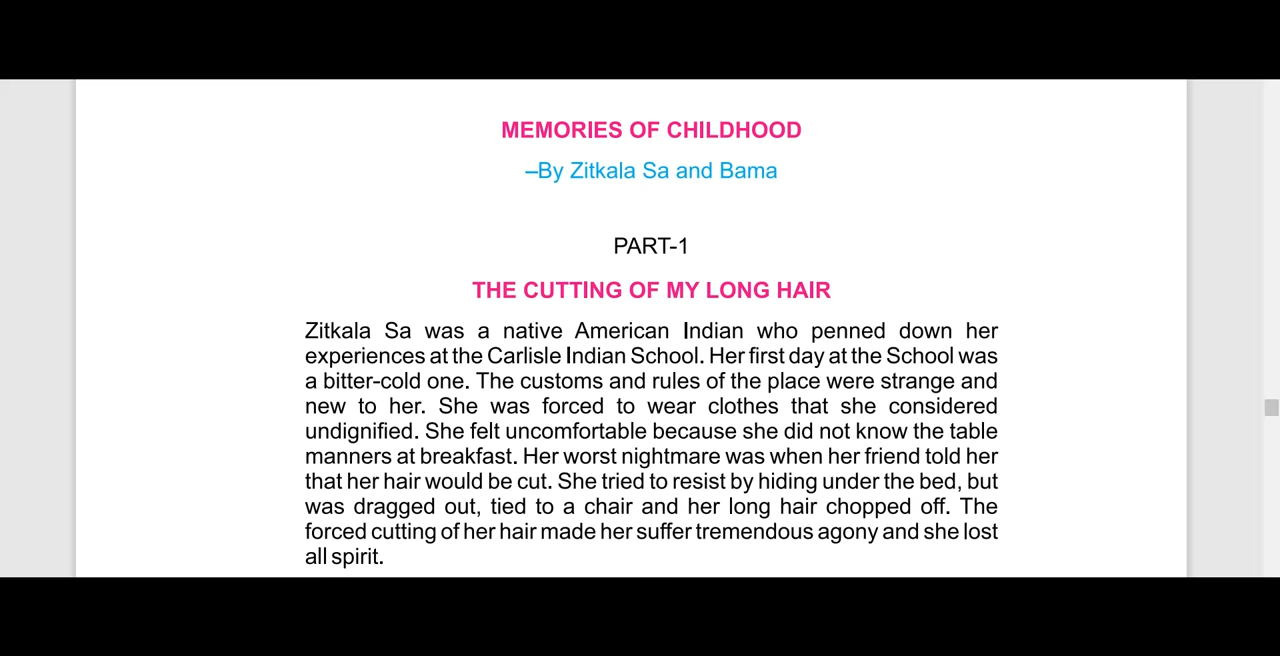 MEMORIES OF CHILDHOOD
–By Zitkala Sa and Bama
PART-1
THE CUTTING OF MY LONG HAIR
Zitkala Sa was a native American Indian who penned down her
experiences at the Carlisle Indian School. Her first day at the School was
a bitter-cold one. The customs and rules of the place were strange and
new to her. She was forced to wear clothes that she considered
undignified. She felt uncomfortable because she did not know the table
manners at breakfast. Her worst nightmare was when her friend told her
that her hair would be cut. She tried to resist by hiding under the bed, but
was dragged out, tied to a chair and her long hair chopped off. The
forced cutting of her hair made her suffer tremendous agony and she lost
all spirit.